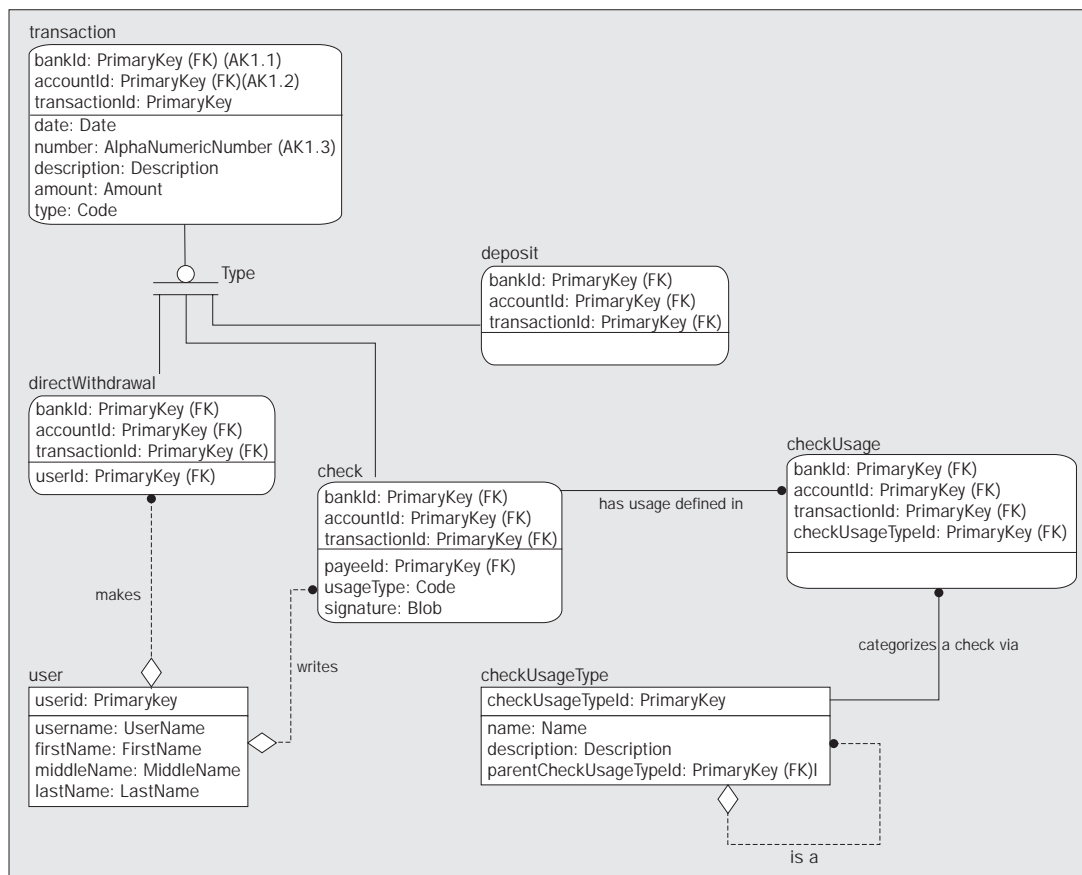 transaction
bankId: PrimaryKey (FK) (AK1.1)
accountId: PrimaryKey (FK)(AK1.2)
transactionId: PrimaryKey
date: Date
number: AlphaNumericNumber (AK1.3)
description: Description
amount: Amount
type: Code
Type
deposit
bankId: PrimaryKey (FK)
accountId: PrimaryKey (FK)
transactionId: PrimaryKey (FK)
directWithdrawal
bankId: PrimaryKey (FK)
accountId: PrimaryKey (FK)
transactionId: PrimaryKey (FK)
userId: PrimaryKey (FK)
check
bankId: PrimaryKey (FK)
accountId: PrimaryKey (FK)
transactionId: PrimaryKey (FK)
payeeId: PrimaryKey (FK)
usageType: Code
signature: Blob
has usage defined in
checkUsage
bankId: PrimaryKey (FK)
accountId: PrimaryKey (FK)
transactionId: PrimaryKey (FK)
checkUsageTypeId: PrimaryKey (FK)
makes
writes
categorizes a check via
user
userid: Primarykey
username: UserName
firstName: FirstName
middleName: MiddleName
lastName: LastName
checkUsageType
checkUsageTypeId: PrimaryKey
name: Name
description: Description
parentCheckUsageTypeId: PrimaryKey (FK)l
is a